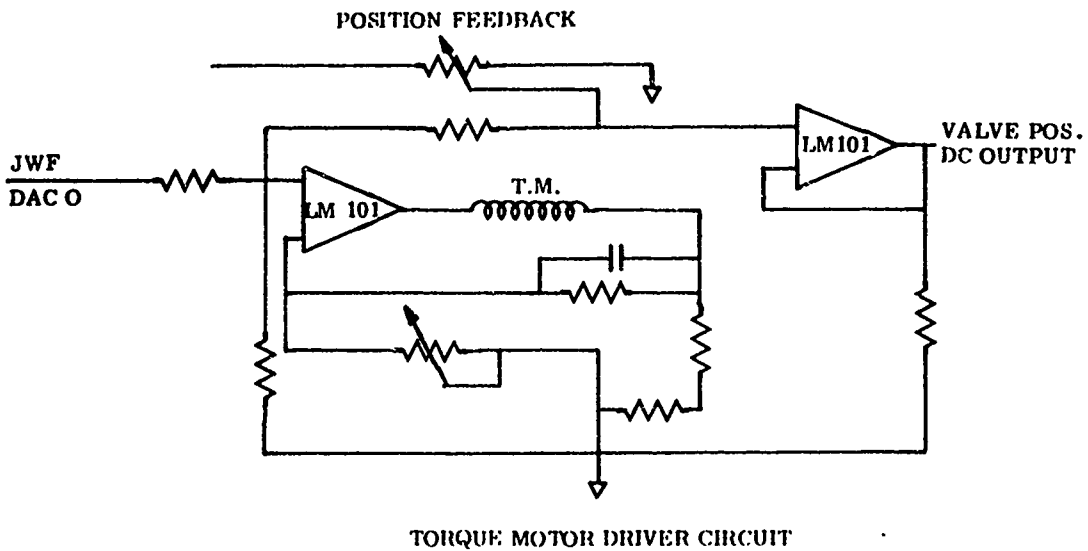 POSITION FEEDBACK
LM101
VALVE POS.
DC OUTPUT
JWF
DAC O
LM 101
T.M.
TORQUE MOTOR DRIVER CIRCUIT